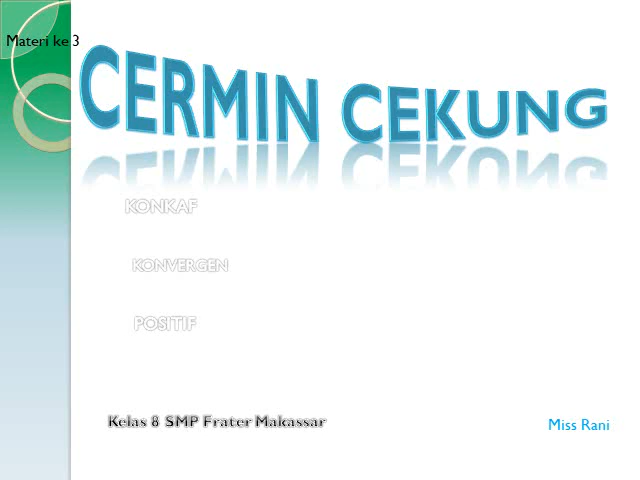 Materi ke 3
CERMIN CEKUNG
KONKAF
KONVERGEN
POSITIF
Kelas 8 SMP Frater Makassar
Miss Rani